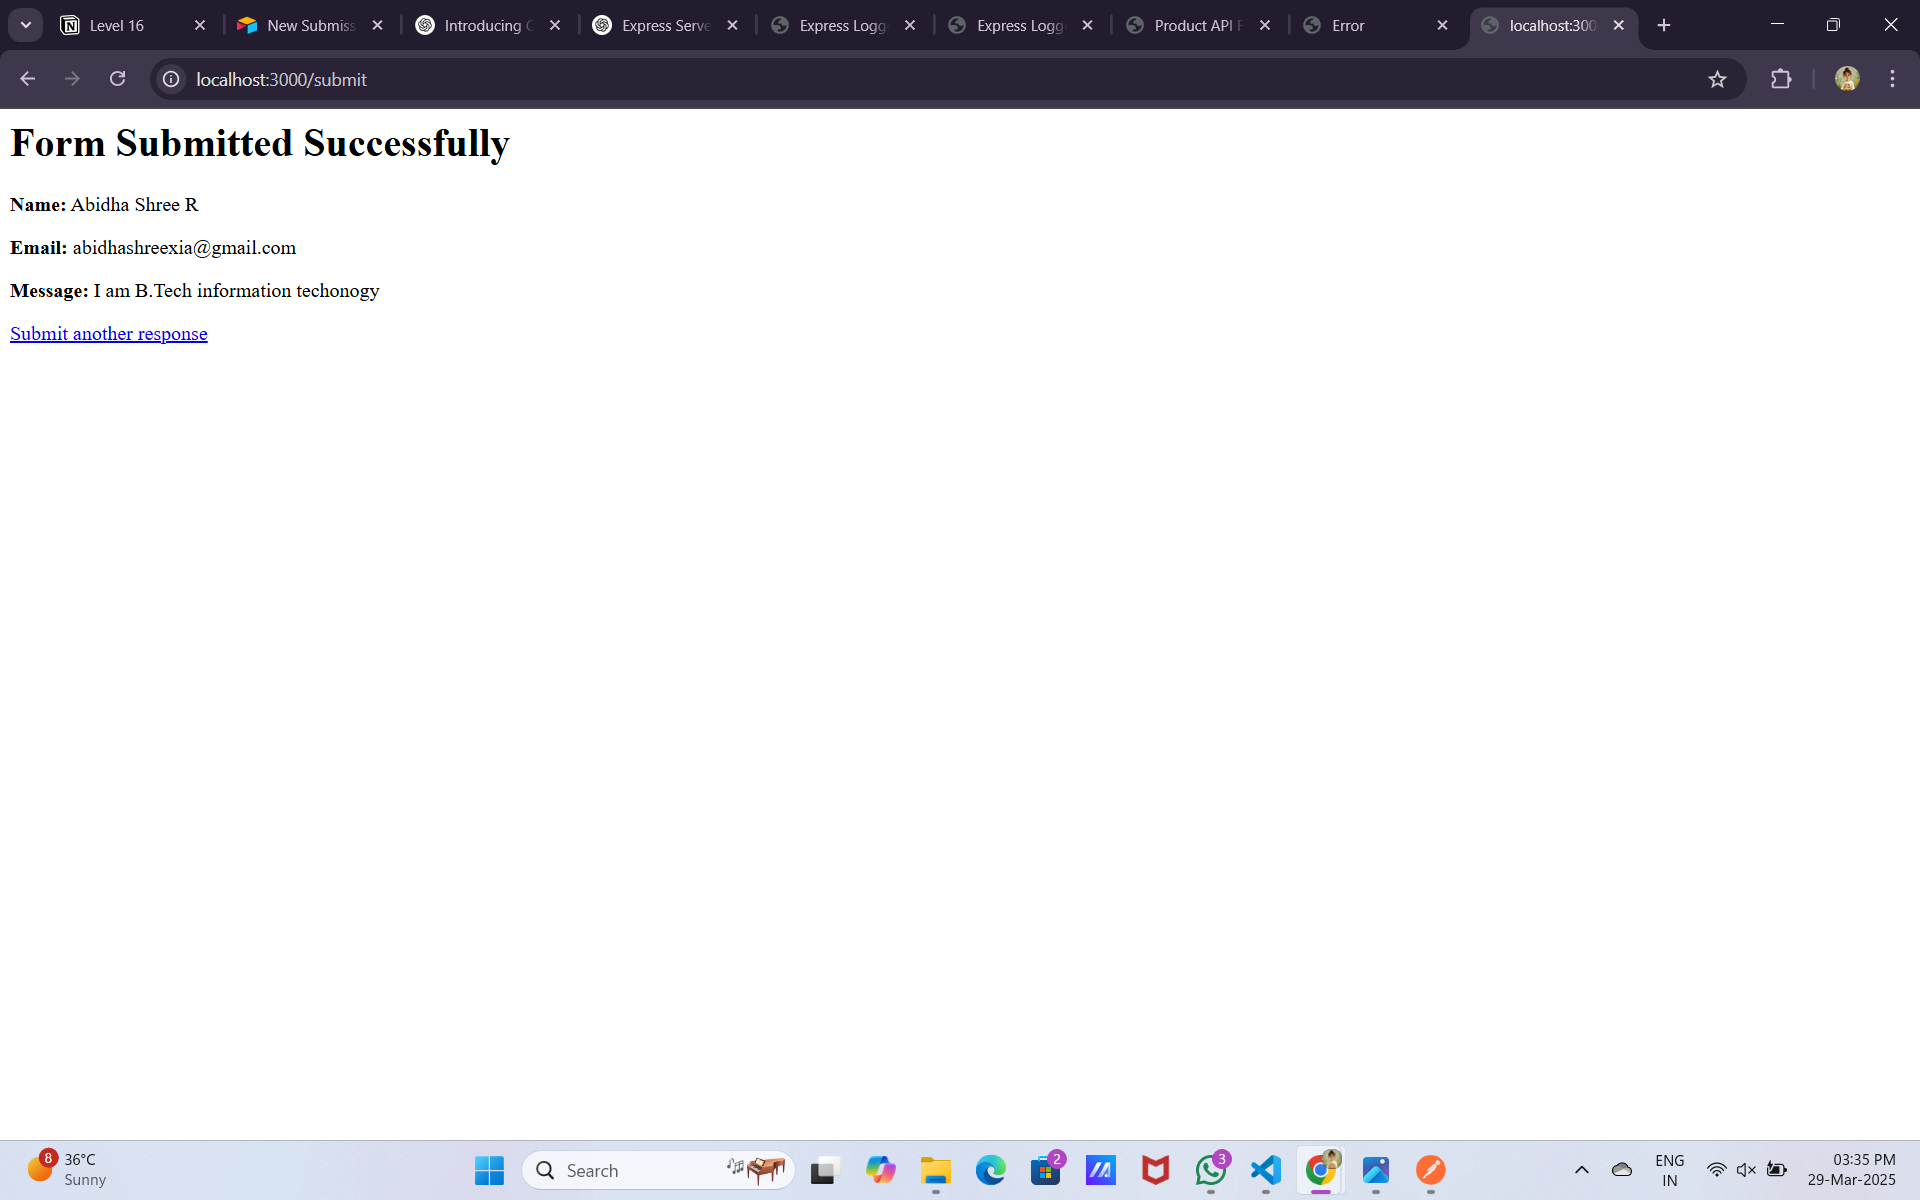 Level 16
New Submiss
Introducing
Express Serve
Express Logg
Express Logg
Product API
Error
localhost:300
localhost:3000/submit
Form Submitted Successfully
Name: Abidha Shree R
Email: abidhashreexia@gmail.com
Message: I am B.Tech information techonogy
Submit another response
8
36°C
Sunny
Search
2
3
ENG
IN
03:35 PM
29-Mar-2025